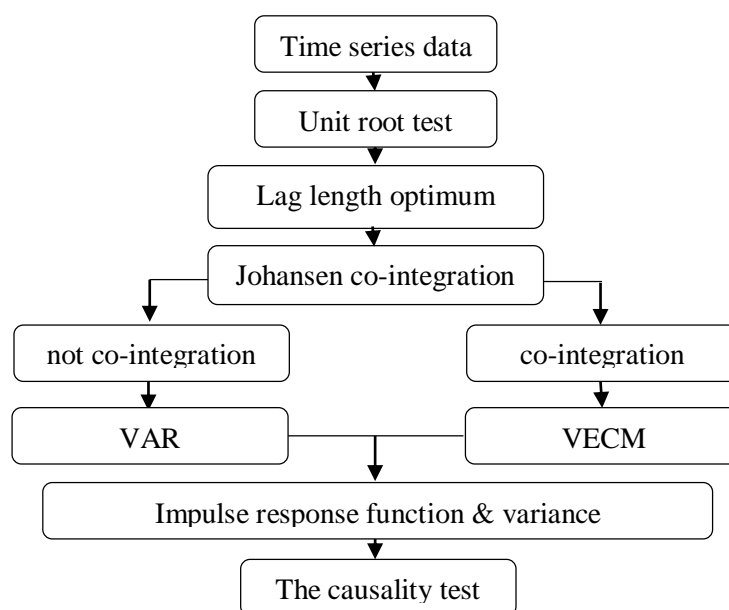 Time series data
Unit root test
Lag length optimum
Johansen co-integration
not co-integration
co-integration
VAR
VECM
Impulse response function & variance
The causality test